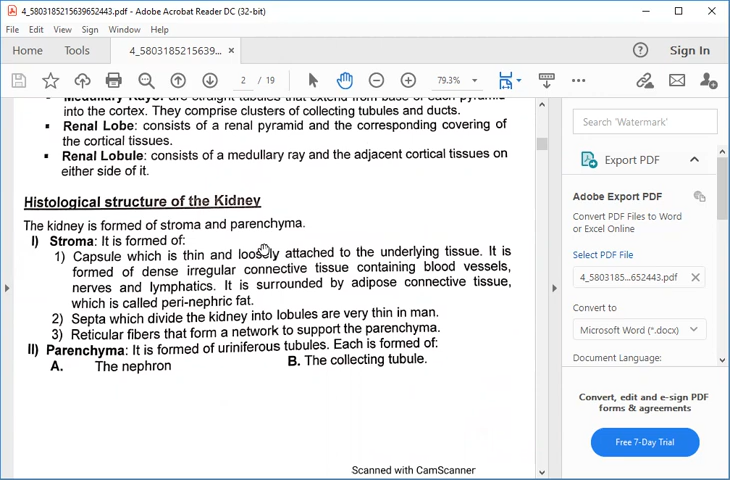 4_5803185215639652443.pdf - Adobe Acrobat Reader DC (32-bit)
File Edit View Sign Window Help
Home Tools 4_5803185215639... × Sign In
2 / 19 79.3%
Medullary Rays: are straight tubules that extend from base of each pyramid
into the cortex. They comprise clusters of collecting tubules and ducts.
▪ Renal Lobe: consists of a renal pyramid and the corresponding covering of
the cortical tissues.
▪ Renal Lobule: consists of a medullary ray and the adjacent cortical tissues on
either side of it.
Histological structure of the Kidney
The kidney is formed of stroma and parenchyma.
I) Stroma: It is formed of:
1) Capsule which is thin and loosely attached to the underlying tissue. It is
formed of dense irregular connective tissue containing blood vessels,
nerves and lymphatics. It is surrounded by adipose connective tissue,
which is called peri-nephric fat.
2) Septa which divide the kidney into lobules are very thin in man.
3) Reticular fibers that form a network to support the parenchyma.
II) Parenchyma: It is formed of uriniferous tubules. Each is formed of:
A. The nephron B. The collecting tubule.
Scanned with CamScanner
Search 'Watermark'
Export PDF
Adobe Export PDF
Convert PDF Files to Word
or Excel Online
Select PDF File
4_5803185...652443.pdf ×
Convert to
Microsoft Word (*.docx)
Document Language:
Convert, edit and e-sign PDF
forms & agreements
Free 7-Day Trial